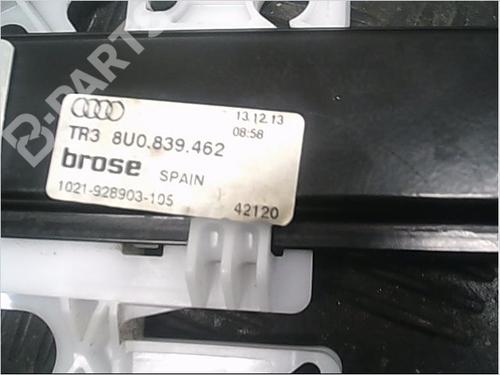 B-PARTS
13.12.13
08:58
TR3 8U0.839.462
brose SPAIN
1021-928903-105 42120